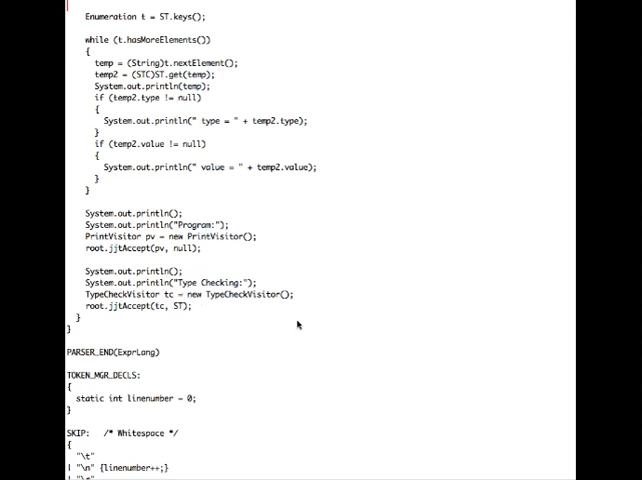 Enumeration t = ST.keys();
while (t.hasMoreElements())
{
temp = (String)t.nextElement();
temp2 = (STC)ST.get(temp);
System.out.println(temp);
if (temp2.type != null)
{
System.out.println(" type = " + temp2.type);
}
if (temp2.value != null)
{
System.out.println(" value = " + temp2.value);
}
}
System.out.println();
System.out.println("Program:");
PrintVisitor pv = new PrintVisitor();
root.jjtAccept(pv, null);
System.out.println();
System.out.println("Type Checking:");
TypeCheckVisitor tc = new TypeCheckVisitor();
root.jjtAccept(tc, ST);
}
}
PARSER_END(ExprLang)
TOKEN_MGR_DECLS:
{
static int linenumber = 0;
}
SKIP: /* Whitespace */
{
"\t"
| "\n" {linenumber++;}